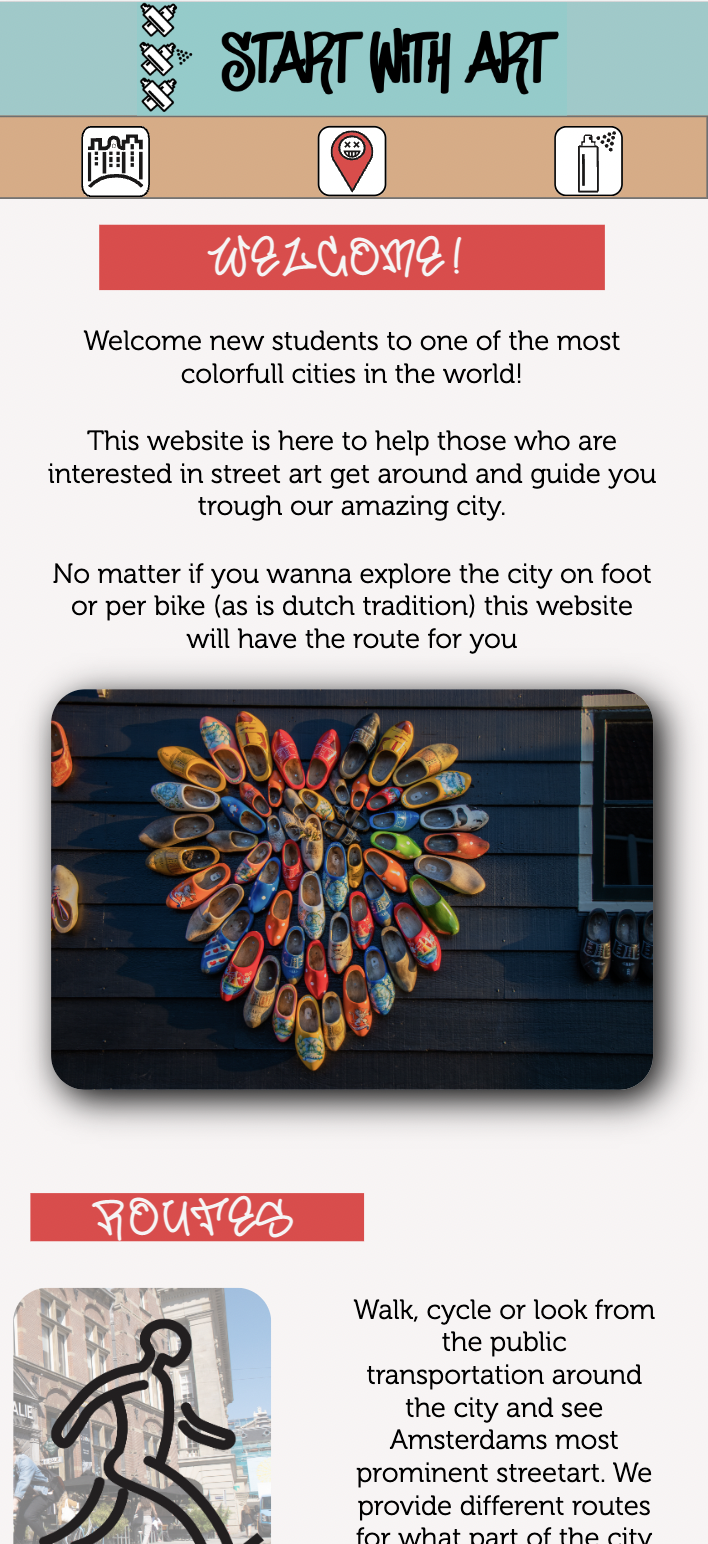 START WITH ART
WELCOME!
Welcome new students to one of the most
colorfull cities in the world!
This website is here to help those who are
interested in street art get around and guide you
trough our amazing city.
No matter if you wanna explore the city on foot
or per bike (as is dutch tradition) this website
will have the route for you
ROUTES
ALIE
Walk, cycle or look from
the public
transportation around
the city and see
Amsterdams most
prominent streetart. We
provide different routes
for what part of the city